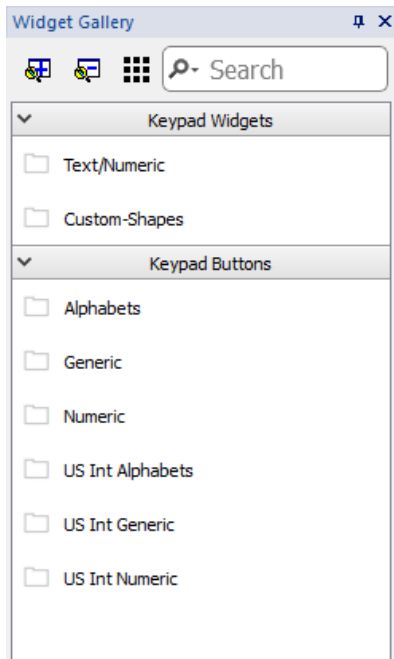 Widget Gallery
Search
Keypad Widgets
Text/Numeric
Custom-Shapes
Keypad Buttons
Alphabets
Generic
Numeric
US Int Alphabets
US Int Generic
US Int Numeric